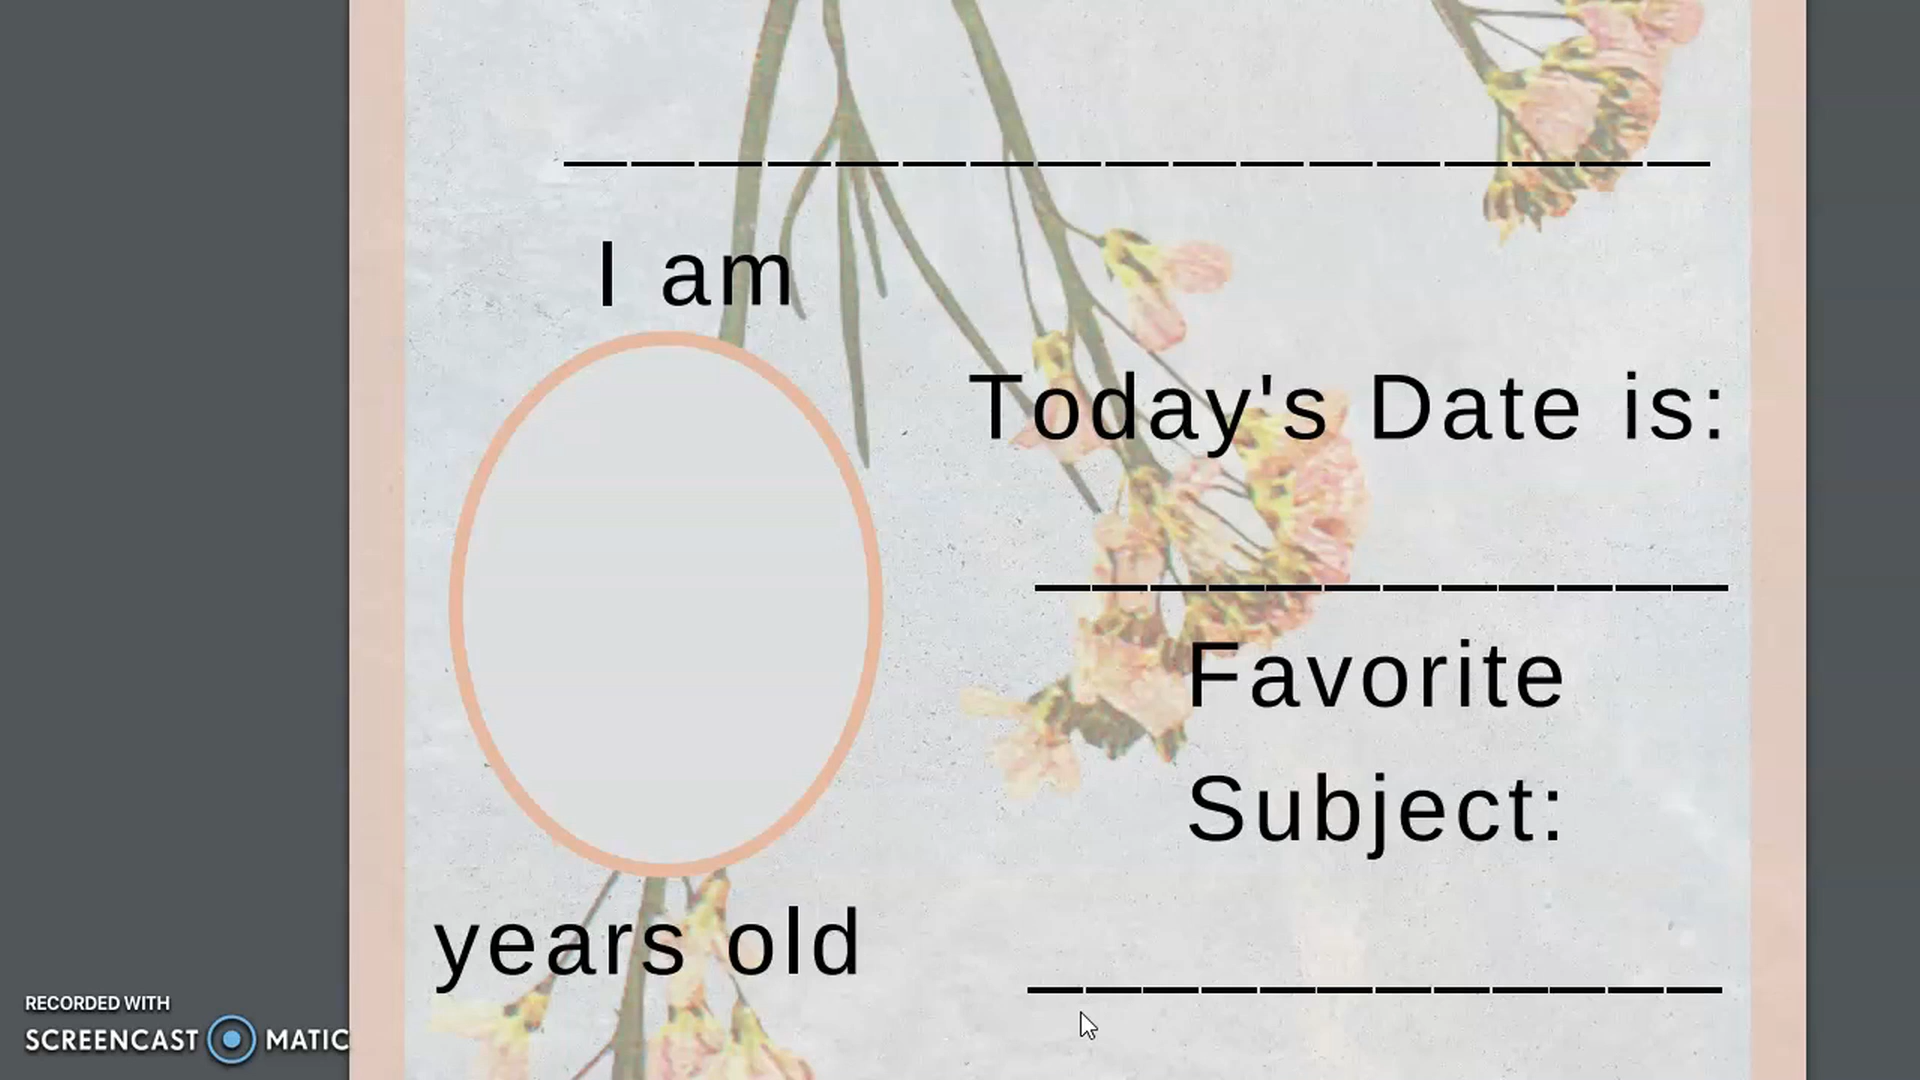 I am
Today's Date is:
Favorite
Subject:
years old
RECORDED WITH
SCREENCAST MATIC